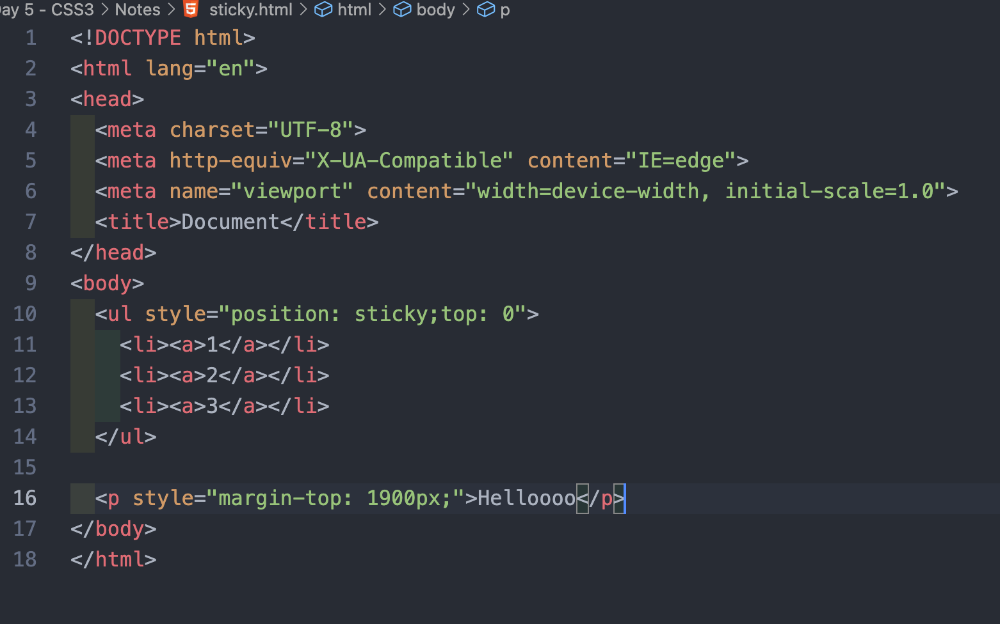 ay 5 - CSS3 > Notes > sticky.html > html > body > p
1 <!DOCTYPE html>
2 <html lang="en">
3 <head>
4 <meta charset="UTF-8">
5 <meta http-equiv="X-UA-Compatible" content="IE=edge">
6 <meta name="viewport" content="width=device-width, initial-scale=1.0">
7 <title>Document</title>
8 </head>
9 <body>
10 <ul style="position: sticky;top: 0">
11 <li><a>1</a></li>
12 <li><a>2</a></li>
13 <li><a>3</a></li>
14 </ul>
15
16 <p style="margin-top: 1900px;">Helloooo</p>
17 </body>
18 </html>